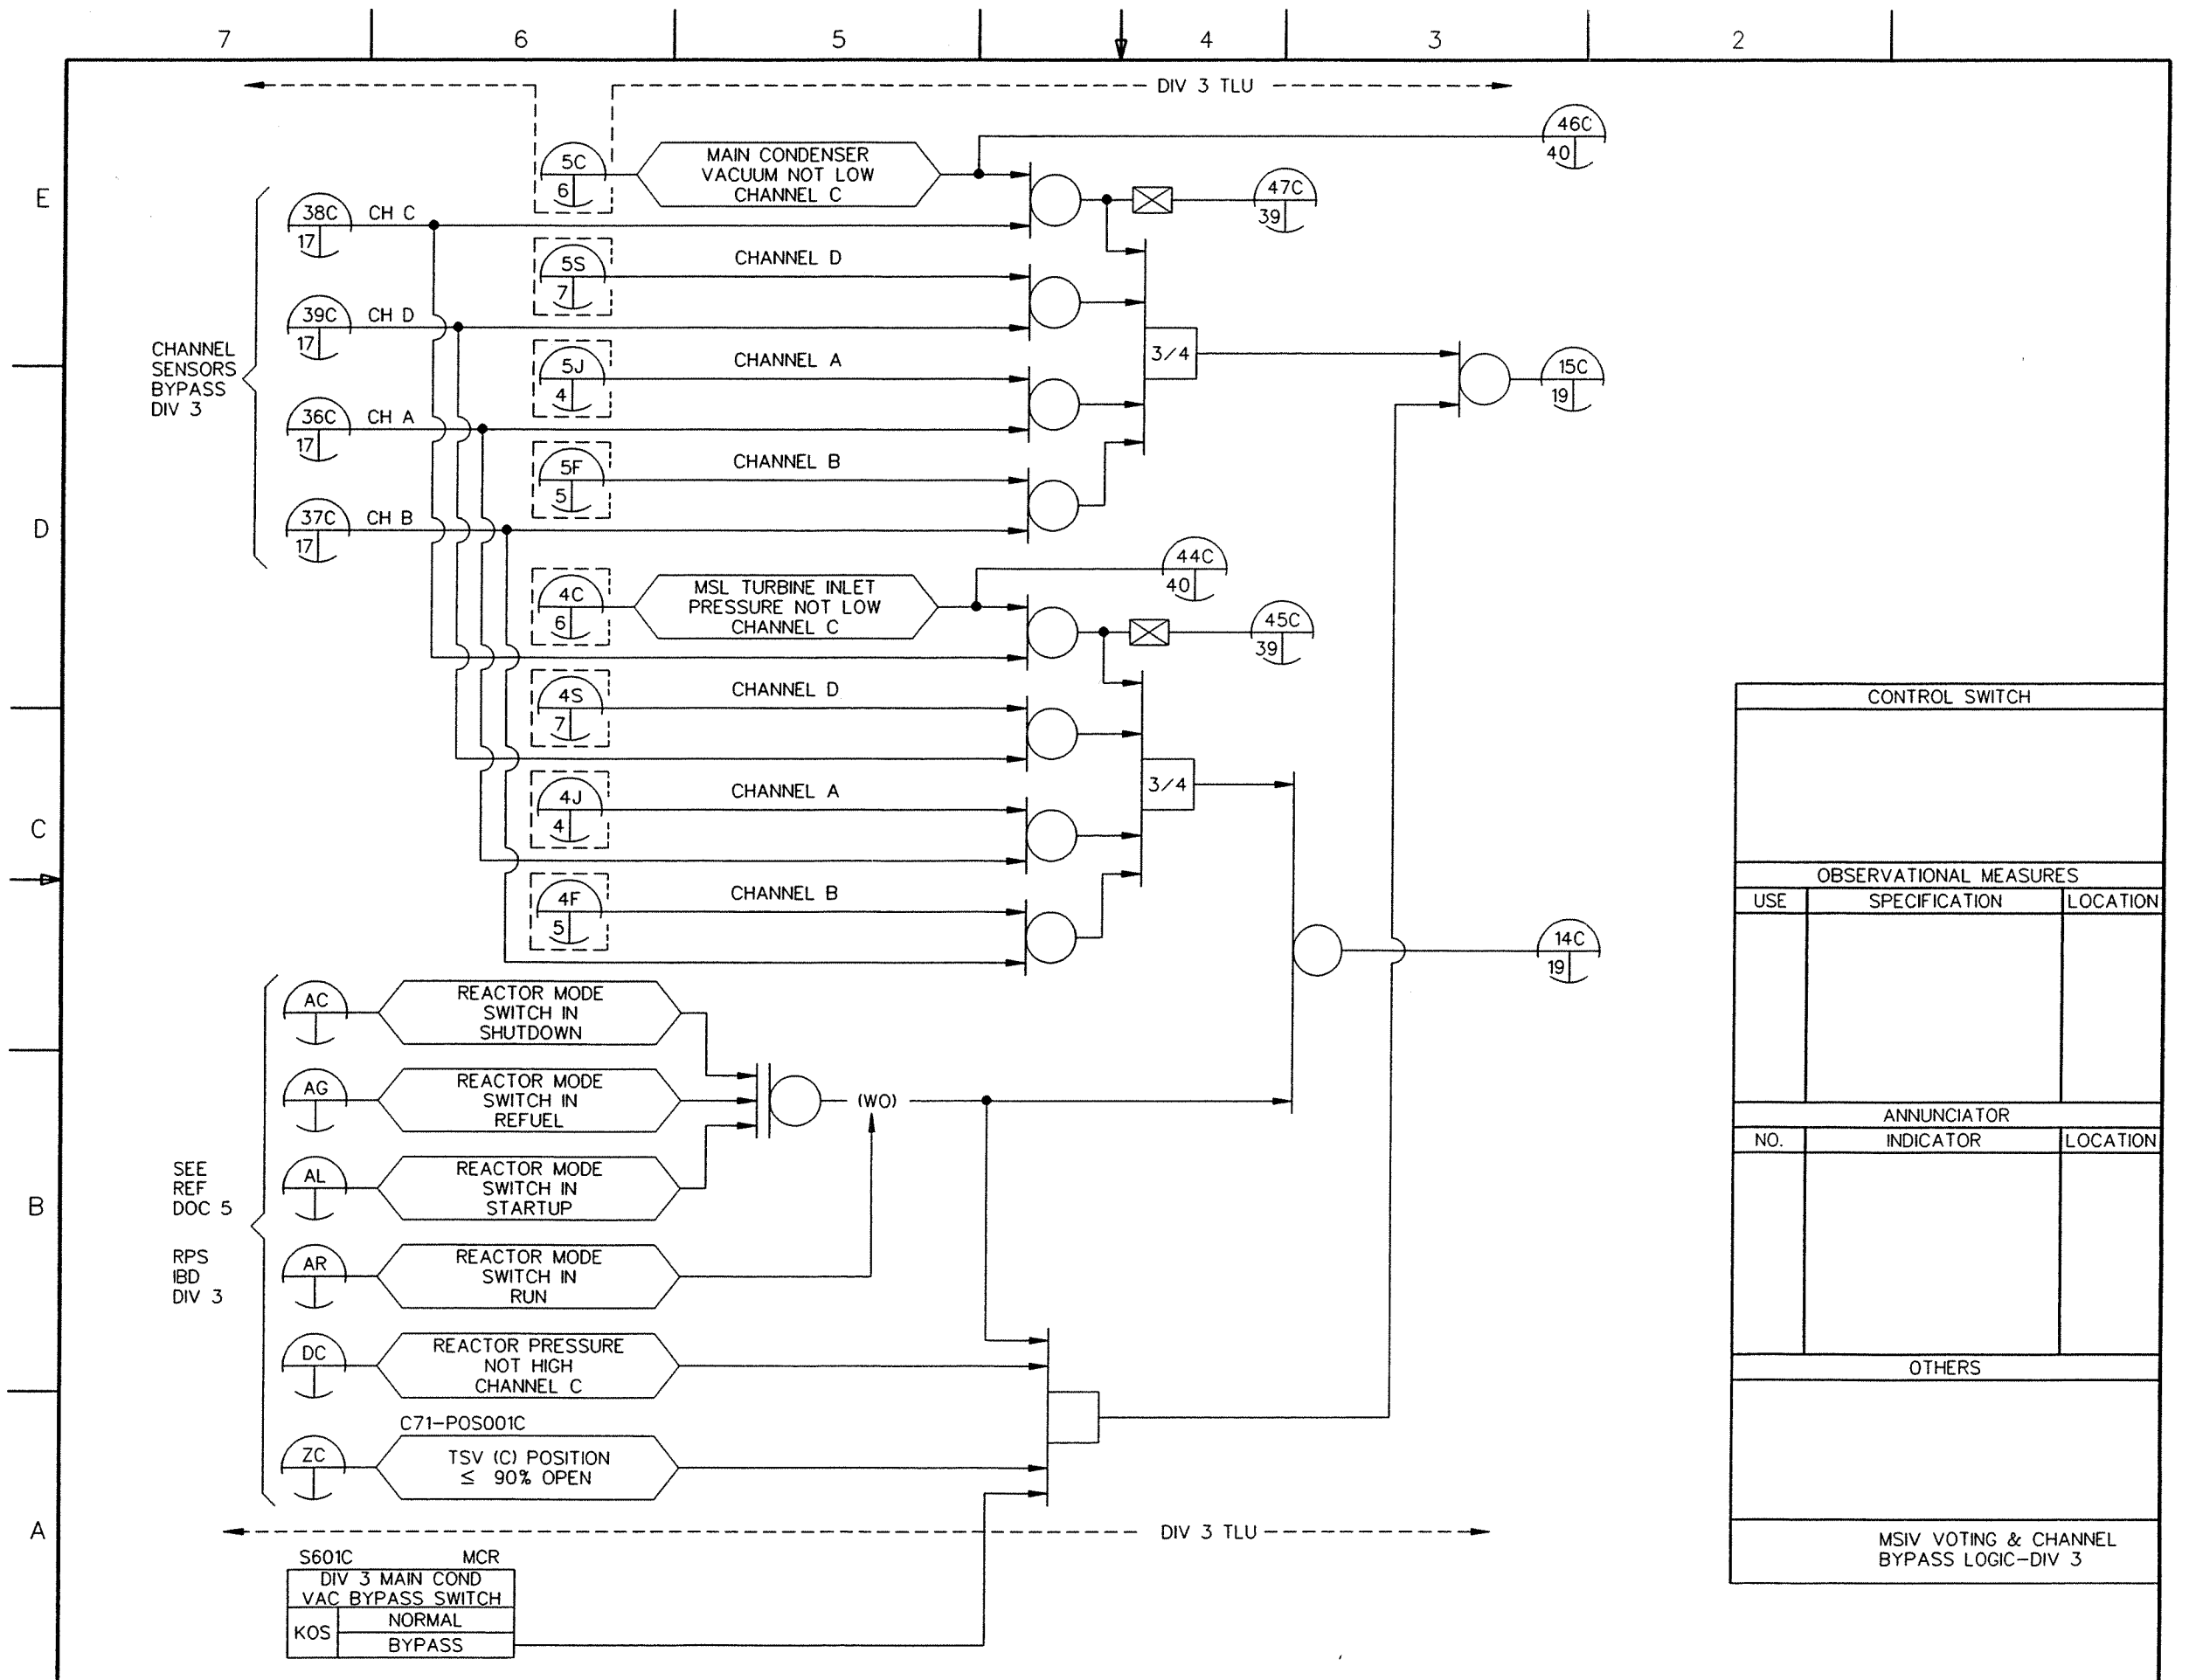 7 6 5 4 3 2
DIV 3 TLU
E
D
C
B
A
46C
40
5C
6
MAIN CONDENSER
VACUUM NOT LOW
CHANNEL C
47C
39
38C
17
CH C
5S
7
CHANNEL D
39C
17
CH D
CHANNEL
SENSORS
BYPASS
DIV 3
5J
4
CHANNEL A
3/4
15C
19
36C
17
CH A
5F
5
CHANNEL B
37C
17
CH B
44C
40
4C
6
MSL TURBINE INLET
PRESSURE NOT LOW
CHANNEL C
45C
39
4S
7
CHANNEL D
4J
4
CHANNEL A
3/4
4F
5
CHANNEL B
14C
19
AC
REACTOR MODE
SWITCH IN
SHUTDOWN
AG
REACTOR MODE
SWITCH IN
REFUEL
(WO)
AL
REACTOR MODE
SWITCH IN
STARTUP
SEE
REF
DOC 5
RPS
IBD
DIV 3
AR
REACTOR MODE
SWITCH IN
RUN
DC
REACTOR PRESSURE
NOT HIGH
CHANNEL C
C71-POS001C
ZC
TSV (C) POSITION
≤ 90% OPEN
DIV 3 TLU
S601C MCR
DIV 3 MAIN COND
VAC BYPASS SWITCH
KOS
NORMAL
BYPASS
CONTROL SWITCH
OBSERVATIONAL MEASURES
USE SPECIFICATION LOCATION
ANNUNCIATOR
NO. INDICATOR LOCATION
OTHERS
MSIV VOTING & CHANNEL
BYPASS LOGIC-DIV 3